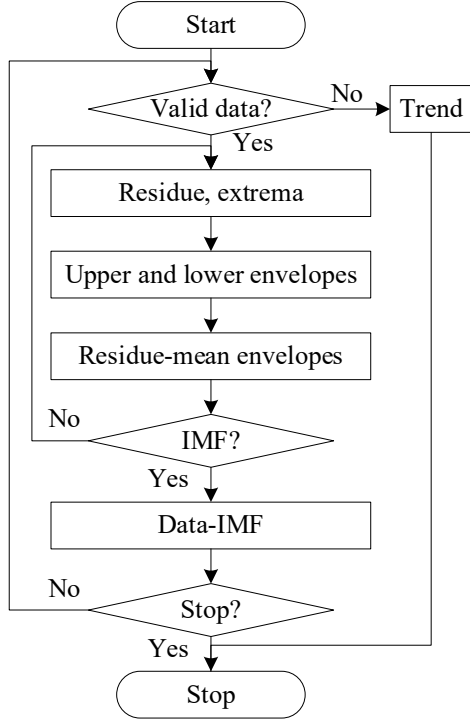 Start
Valid data?
No
Trend
Yes
Residue, extrema
Upper and lower envelopes
Residue-mean envelopes
No
IMF?
Yes
Data-IMF
No
Stop?
Yes
Stop